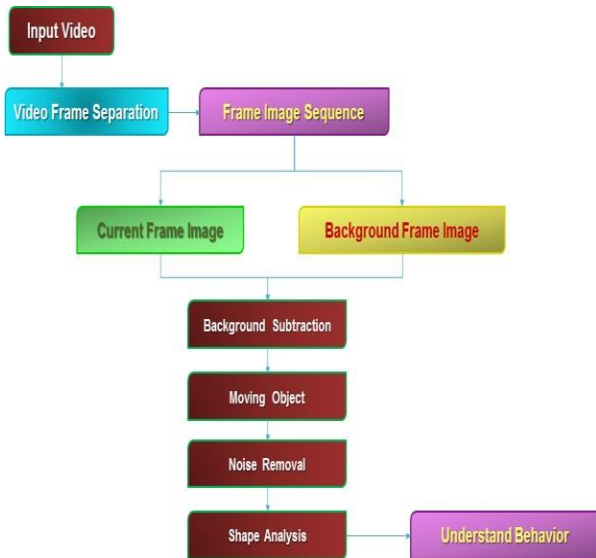 Input Video
Video Frame Separation
Frame Image Sequence
Current Frame Image
Background Frame Image
Background Subtraction
Moving Object
Noise Removal
Shape Analysis
Understand Behavior